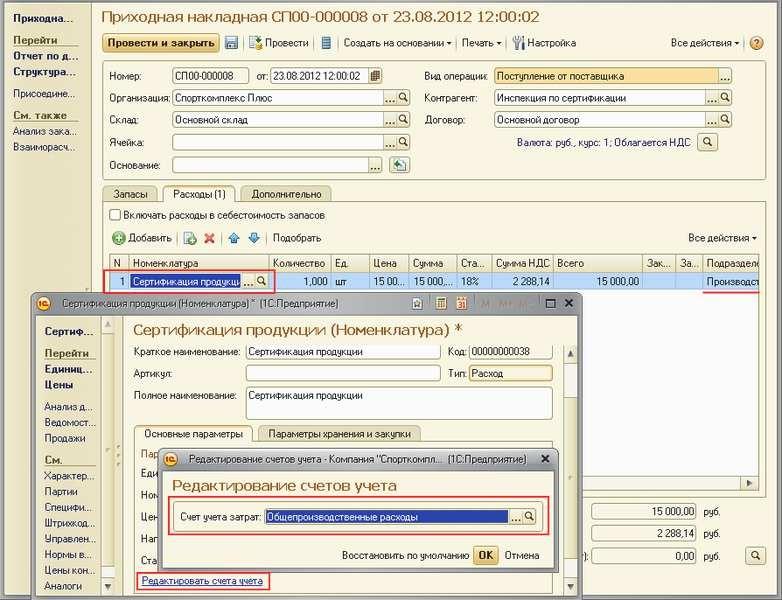 Приходна...
Перейти
Отчет по д...
Структура...
Присоедине...
См. также
Анализ зака...
Взаиморасч...
Приходная накладная СП00-000008 от 23.08.2012 12:00:02
Провести и закрыть Провести Создать на основании Печать Настройка Все действия
Номер: СП00-000008 от: 23.08.2012 12:00:02 Вид операции: Поступление от поставщика ...
Организация: Спорткомплекс Плюс ... Контрагент: Инспекция по сертификации ...
Склад: Основной склад ... Договор: Основной договор ...
Ячейка: ... Валюта: руб., курс: 1; Облагается НДС
Основание: ...
Запасы Расходы (1) Дополнительно
Включать расходы в себестоимость запасов
Добавить Подобрать Все действия
N Номенклатура Количество Ед. Цена Сумма Ста... Сумма НДС Всего Зак... За... Подразделе
1 Сертификация продукци ... 1,000 шт 15 00... 15 000,... 18% 2 288,14 15 000,00 Производст
Сертификация продукции (Номенклатура) * (1С:Предприятие)
Сертиф...
Перейти
Единиц...
Цены
Анализ д...
Ведомост...
Продажи
См.
Характер...
Партии
Специфи...
Штрихкод...
Управлен...
Нормы в...
Цены кон...
Аналоги
Сертификация продукции (Номенклатура) *
Краткое наименование: Сертификация продукции Код: 00000000038
Артикул: Тип: Расход
Полное наименование: Сертификация продукции
Основные параметры Параметры хранения и закупки
Пар
Еди
Ном
Цен
Нап
Ста
Редактировать счета учета
Редактирование счетов учета - Компания "Спорткомпл... (1С:Предприятие)
Редактирование счетов учета
Счет учета затрат: Общепроизводственные расходы ...
Восстановить по умолчанию OK Отмена
15 000,00 руб.
2 288,14 руб.
): 0,00 руб.